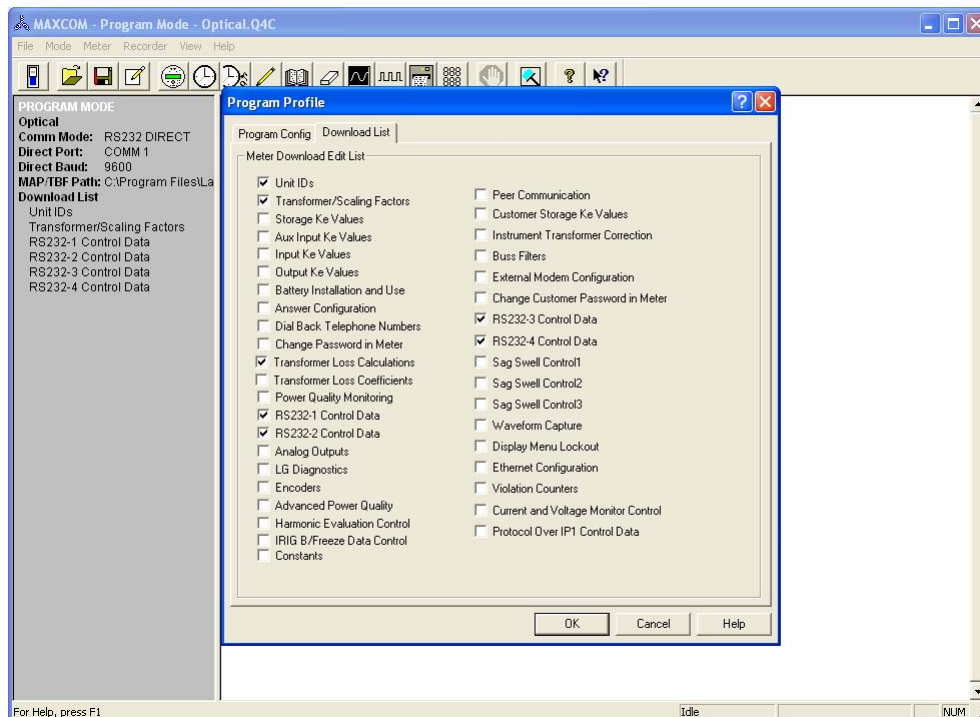 MAXCOM - Program Mode - Optical.Q4C
File Mode Meter Recorder View Help
PROGRAM MODE
Optical
Comm Mode: RS232 DIRECT
Direct Port: COMM 1
Direct Baud: 9600
MAP/TBF Path: C:\Program Files\La
Download List
Unit IDs
Transformer/Scaling Factors
RS232-1 Control Data
RS232-2 Control Data
RS232-3 Control Data
RS232-4 Control Data
Program Profile
Program Config Download List
Meter Download Edit List
Unit IDs
Transformer/Scaling Factors
Storage Ke Values
Aux Input Ke Values
Input Ke Values
Output Ke Values
Battery Installation and Use
Answer Configuration
Dial Back Telephone Numbers
Change Password in Meter
Transformer Loss Calculations
Transformer Loss Coefficients
Power Quality Monitoring
RS232-1 Control Data
RS232-2 Control Data
Analog Outputs
LG Diagnostics
Encoders
Advanced Power Quality
Harmonic Evaluation Control
IRIG B/Freeze Data Control
Constants
Peer Communication
Customer Storage Ke Values
Instrument Transformer Correction
Buss Filters
External Modem Configuration
Change Customer Password in Meter
RS232-3 Control Data
RS232-4 Control Data
Sag Swell Control1
Sag Swell Control2
Sag Swell Control3
Waveform Capture
Display Menu Lockout
Ethernet Configuration
Violation Counters
Current and Voltage Monitor Control
Protocol Over IP1 Control Data
OK Cancel Help
For Help, press F1 Idle NUM